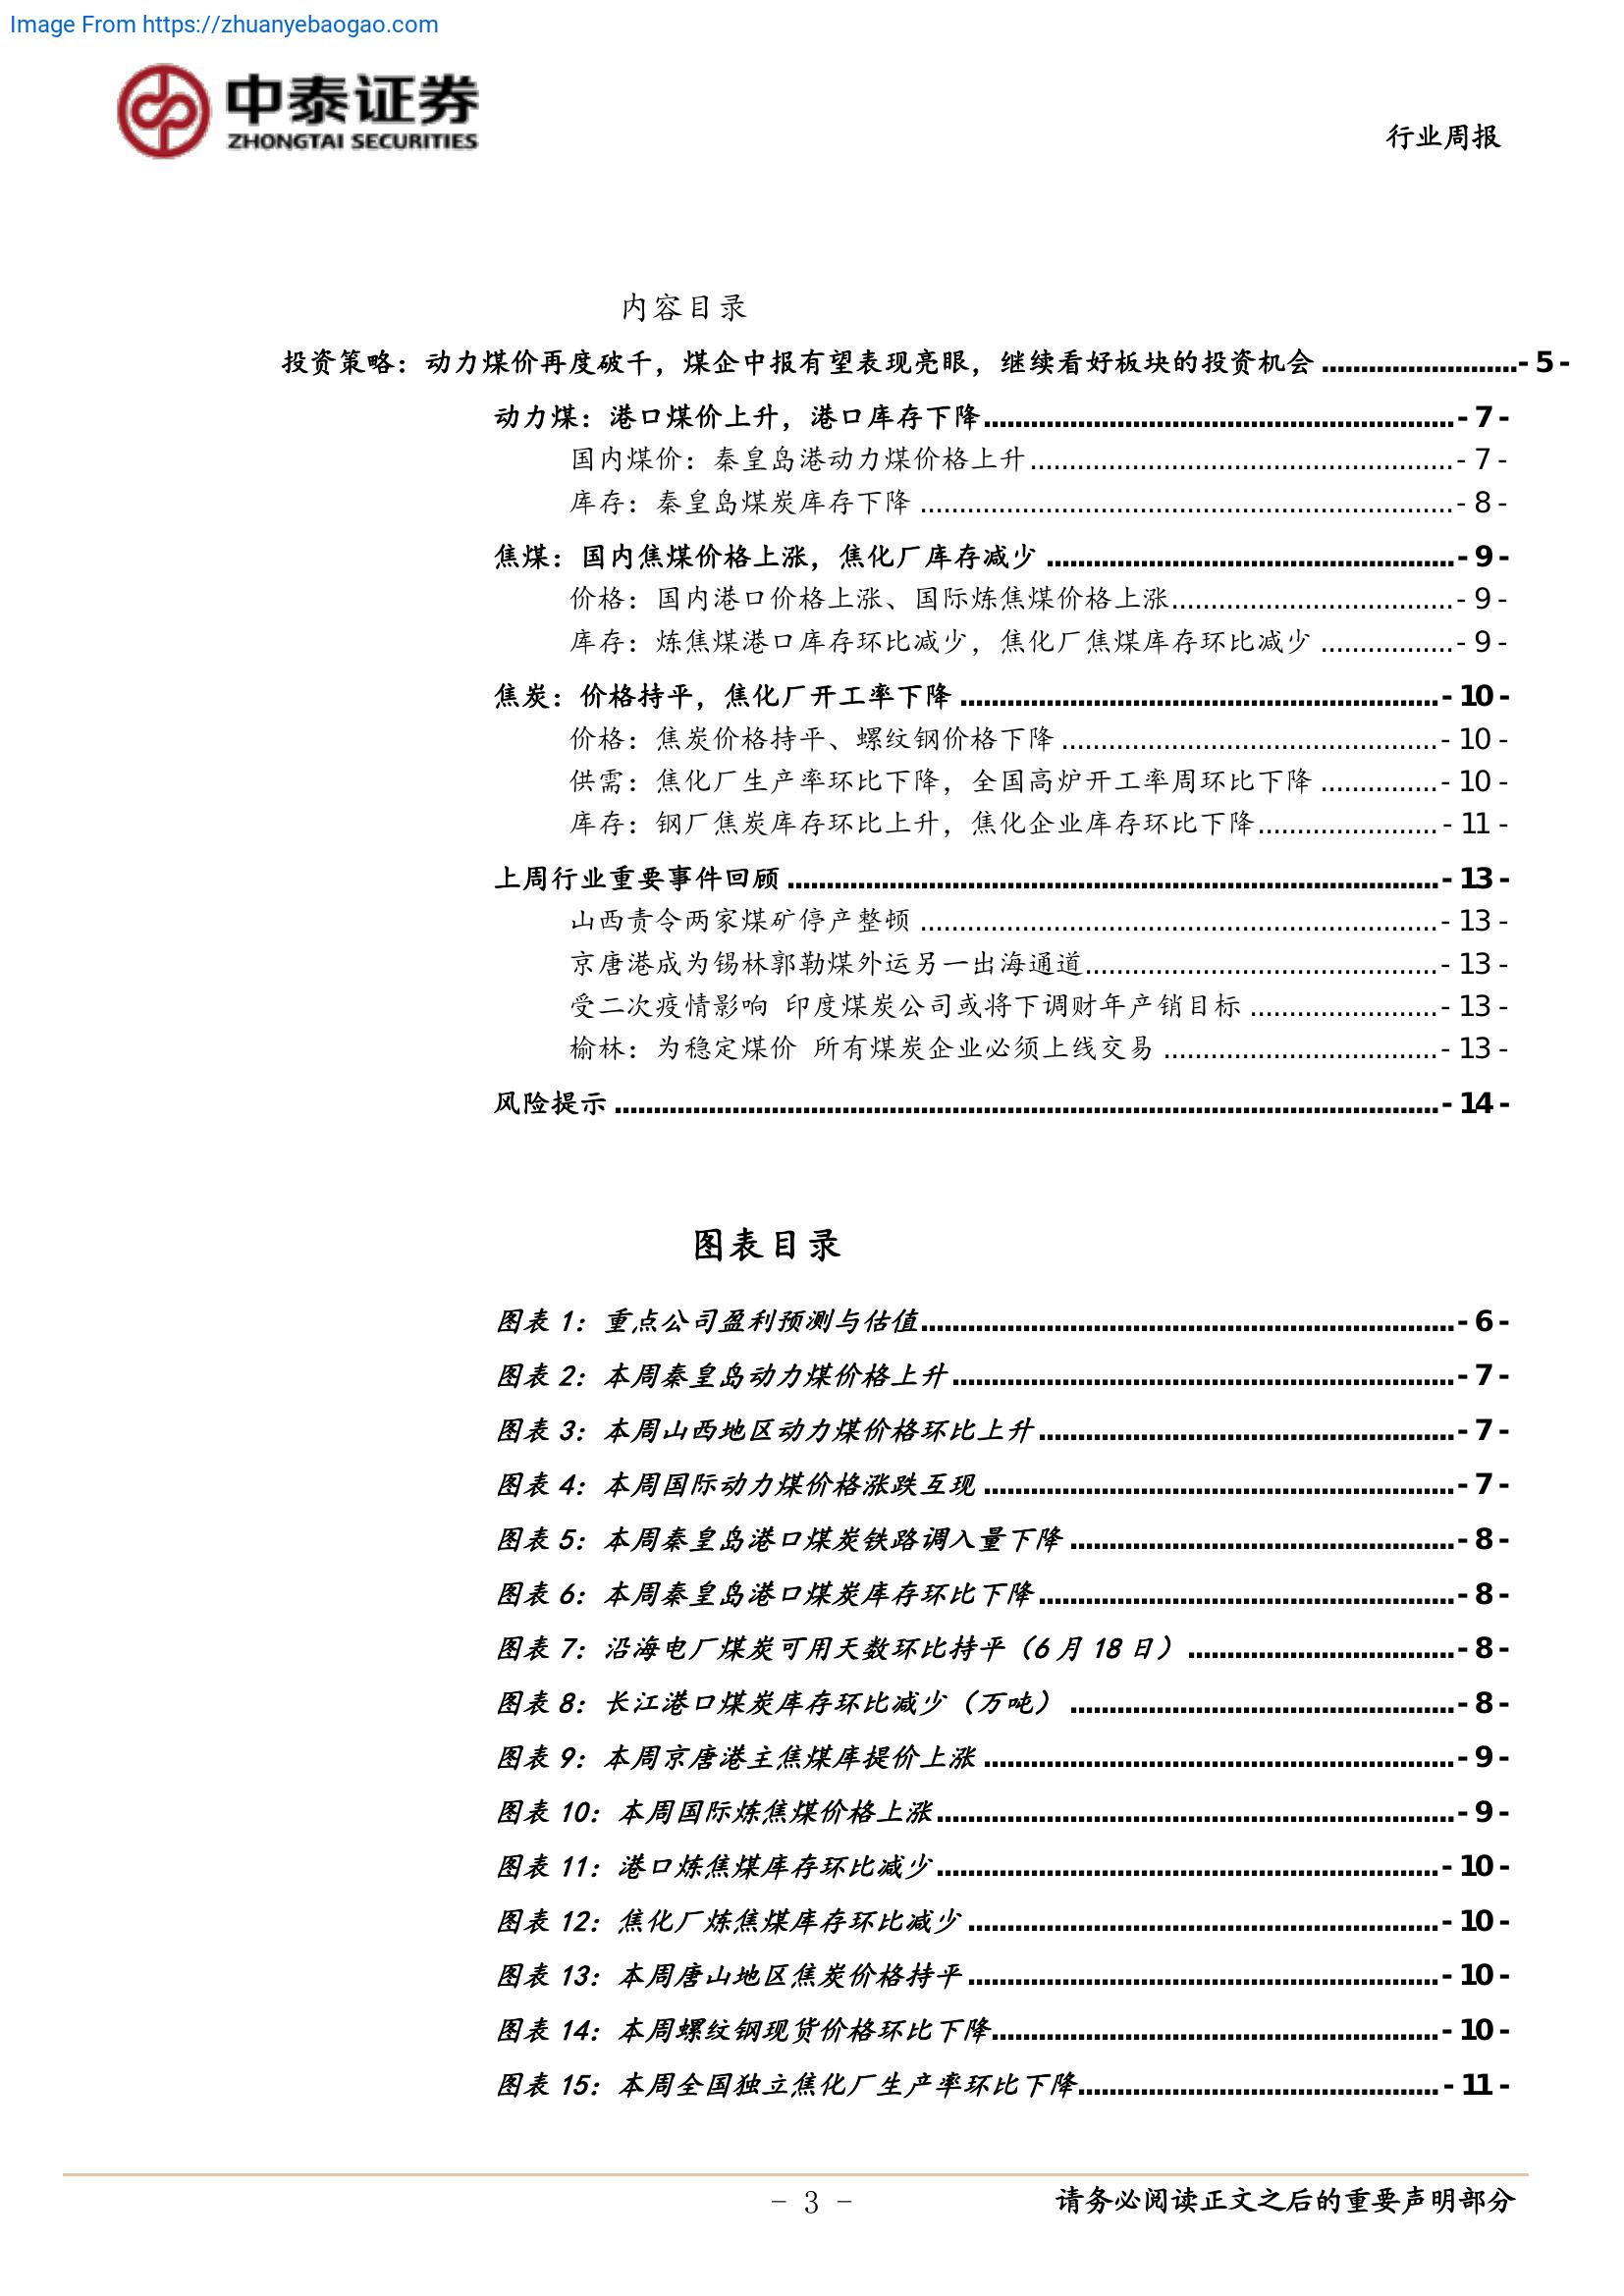 Image From https://zhuanyebaogao.com
中泰证券
ZHONGTAI SECURITIES
行业周报
内容目录
投资策略：动力煤价再度破千，煤企中报有望表现亮眼，继续看好板块的投资机会.........................- 5 -
动力煤：港口煤价上升，港口库存下降............................................................- 7 -
国内煤价：秦皇岛港动力煤价格上升......................................................- 7 -
库存：秦皇岛煤炭库存下降 ....................................................................- 8 -
焦煤：国内焦煤价格上涨，焦化厂库存减少 ....................................................- 9 -
价格：国内港口价格上涨、国际炼焦煤价格上涨....................................- 9 -
库存：炼焦煤港口库存环比减少，焦化厂焦煤库存环比减少 .................- 9 -
焦炭：价格持平，焦化厂开工率下降 .............................................................- 10 -
价格：焦炭价格持平、螺纹钢价格下降 ................................................- 10 -
供需：焦化厂生产率环比下降，全国高炉开工率周环比下降 ...............- 10 -
库存：钢厂焦炭库存环比上升，焦化企业库存环比下降.......................- 11 -
上周行业重要事件回顾 ...................................................................................- 13 -
山西责令两家煤矿停产整顿 ..................................................................- 13 -
京唐港成为锡林郭勒煤外运另一出海通道.............................................- 13 -
受二次疫情影响 印度煤炭公司或将下调财年产销目标 ........................- 13 -
榆林：为稳定煤价 所有煤炭企业必须上线交易 ...................................- 13 -
风险提示 .........................................................................................................- 14 -
图表目录
图表 1：重点公司盈利预测与估值....................................................................- 6 -
图表 2：本周秦皇岛动力煤价格上升................................................................- 7 -
图表 3：本周山西地区动力煤价格环比上升.....................................................- 7 -
图表 4：本周国际动力煤价格涨跌互现 ............................................................- 7 -
图表 5：本周秦皇岛港口煤炭铁路调入量下降 .................................................- 8 -
图表 6：本周秦皇岛港口煤炭库存环比下降.....................................................- 8 -
图表 7：沿海电厂煤炭可用天数环比持平（6 月 18 日） ..................................- 8 -
图表 8：长江港口煤炭库存环比减少（万吨） .................................................- 8 -
图表 9：本周京唐港主焦煤库提价上涨 ............................................................- 9 -
图表 10：本周国际炼焦煤价格上涨..................................................................- 9 -
图表 11：港口炼焦煤库存环比减少................................................................- 10 -
图表 12：焦化厂炼焦煤库存环比减少 ............................................................- 10 -
图表 13：本周唐山地区焦炭价格持平 ............................................................- 10 -
图表 14：本周螺纹钢现货价格环比下降.........................................................- 10 -
图表 15：本周全国独立焦化厂生产率环比下降..............................................- 11 -
- 3 -
请务必阅读正文之后的重要声明部分